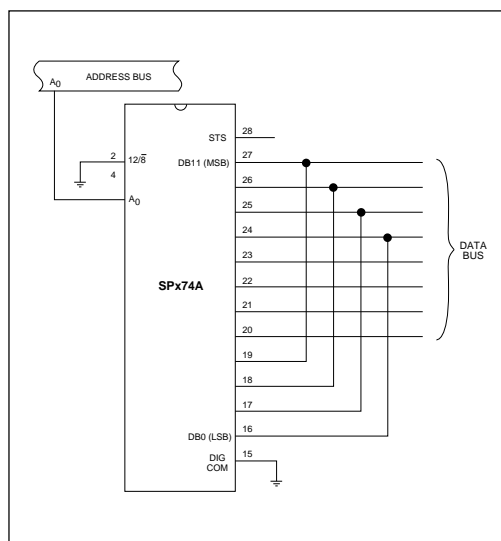 ADDRESS BUS
A0
STS
28
2
12/8
DB11 (MSB)
27
4
26
A0
25
24
DATA
BUS
23
SPx74A
22
21
20
19
18
17
DB0 (LSB)
16
DIG
COM
15